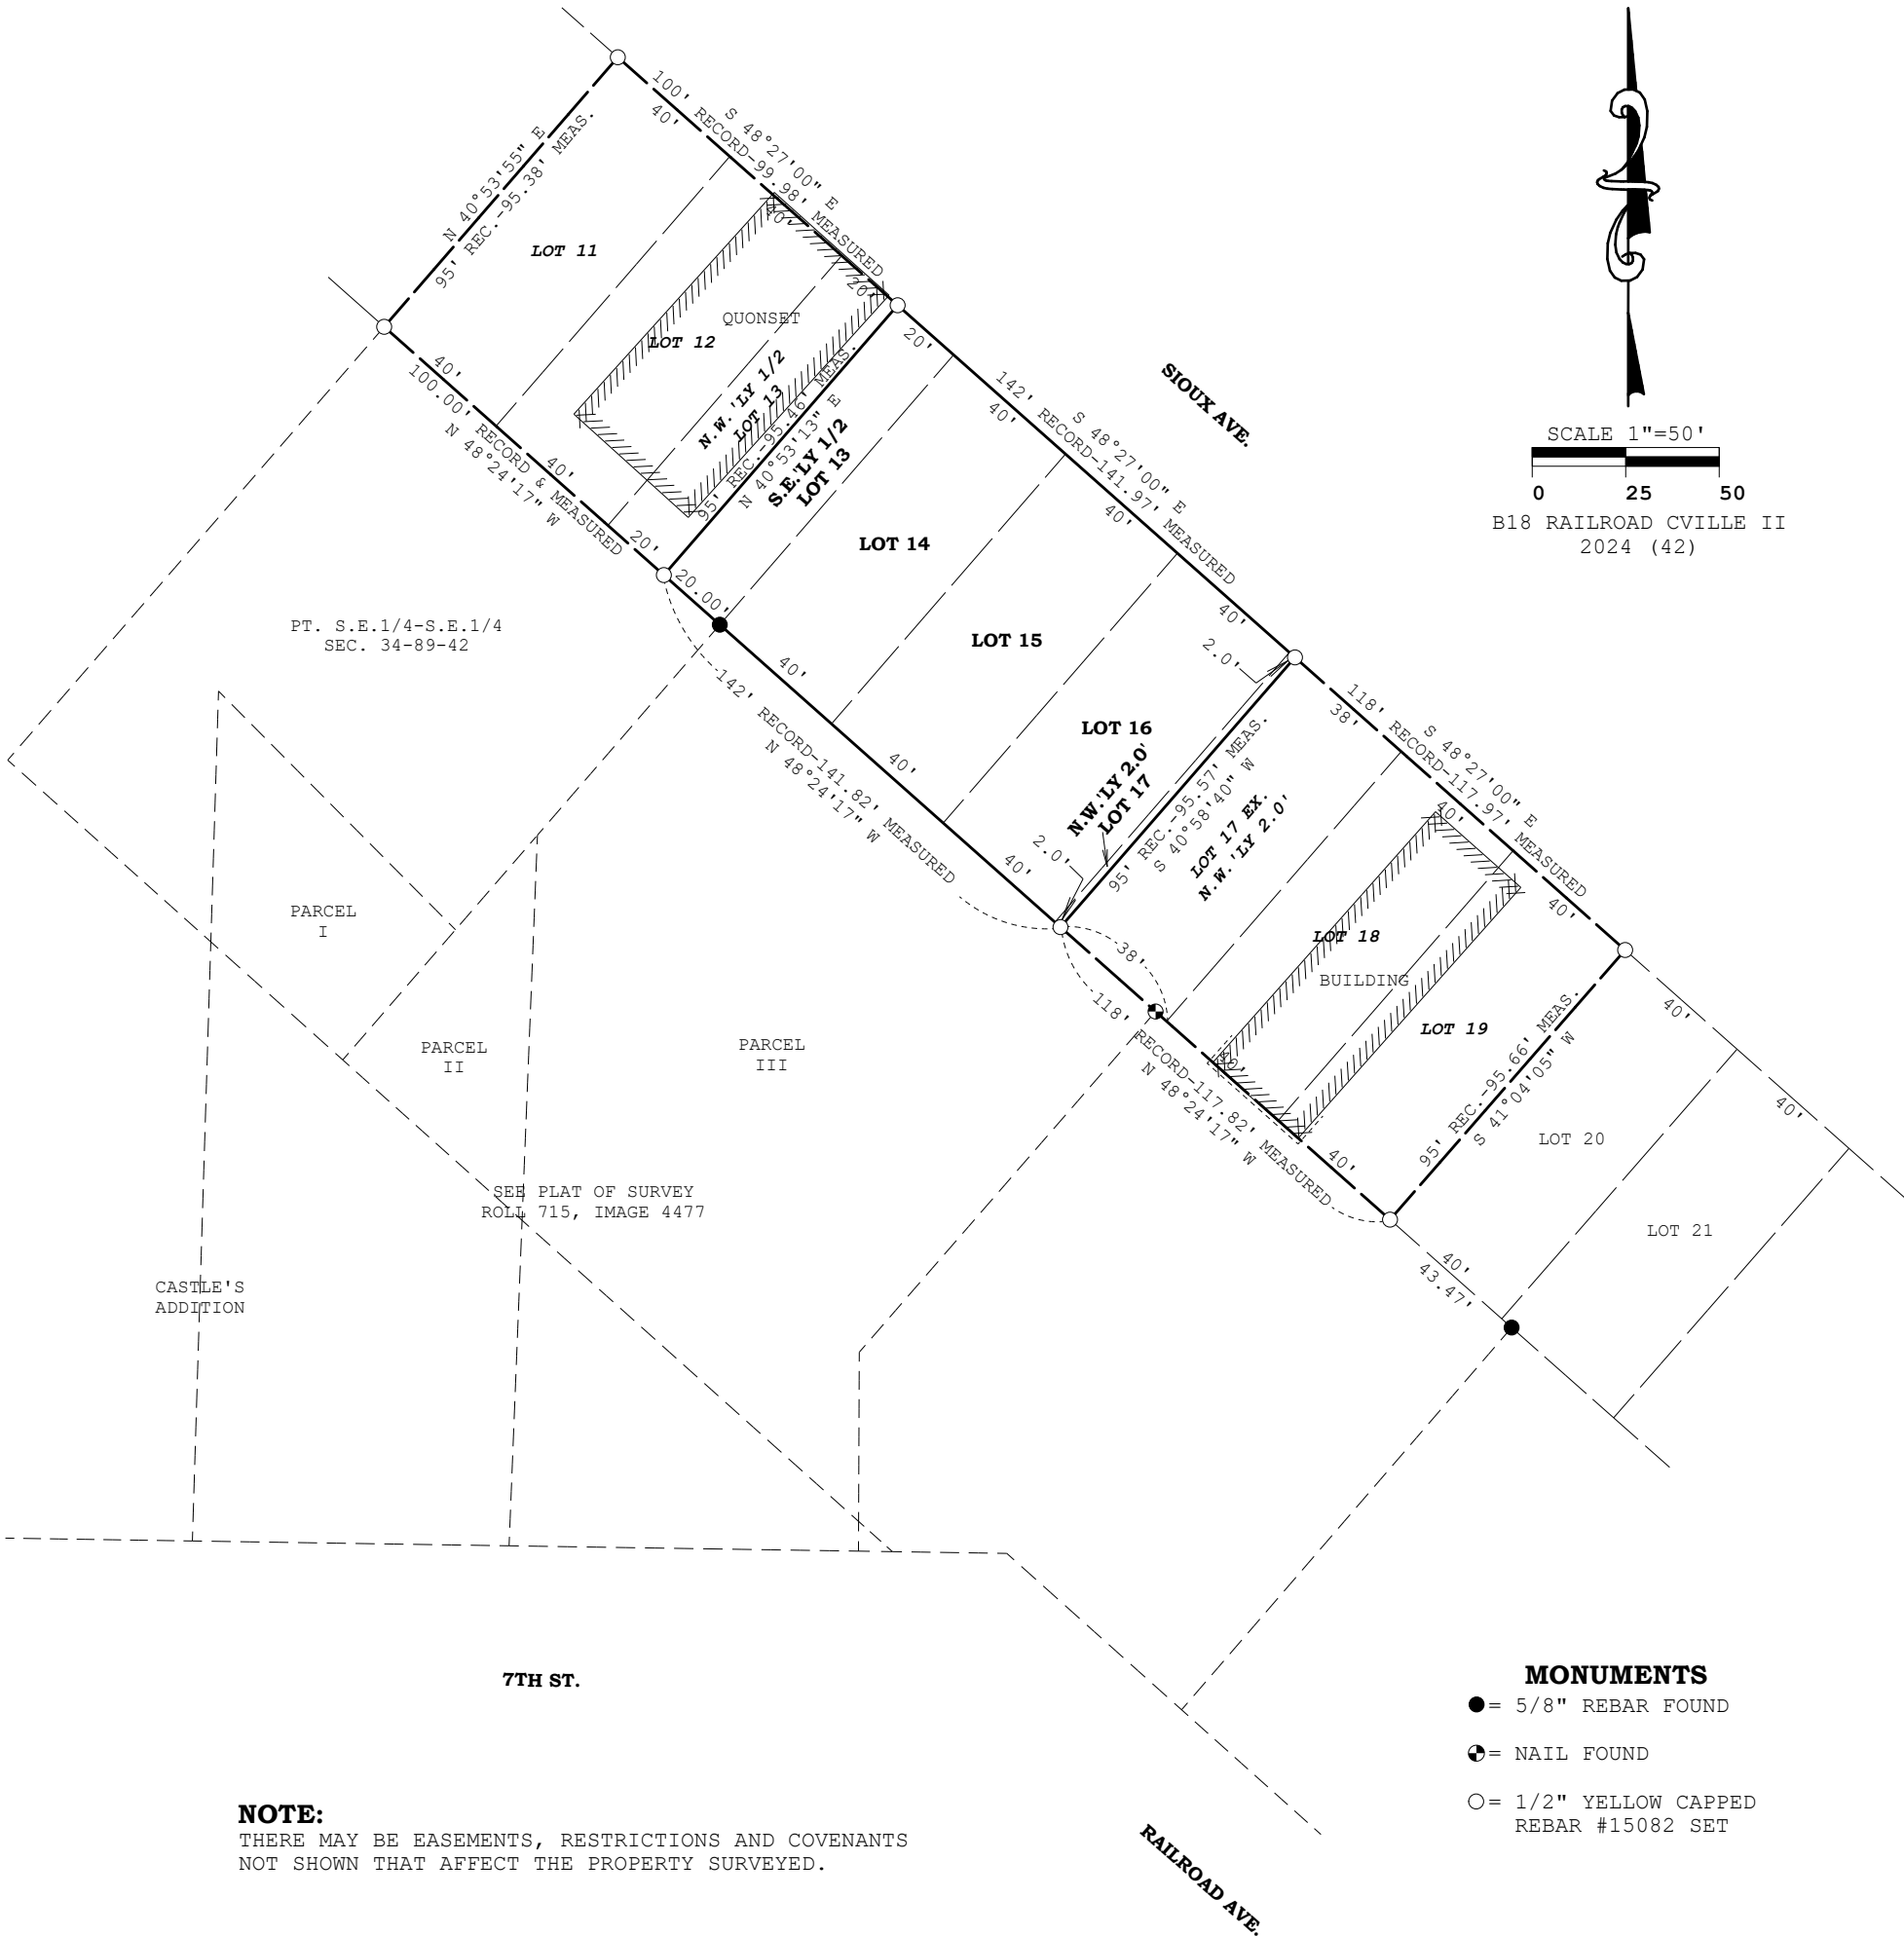 S 48°27'00" E
100' RECORD-99.98' MEASURED
40'
40'
20'
N 40°53'55" E
95' REC.-95.38' MEAS.
LOT 11
QUONSET
LOT 12
N.W.'LY 1/2
LOT 13
95' REC.-95.46' MEAS.
N 40°53'13" E
S.E.'LY 1/2
LOT 13
40'
100.00' RECORD & MEASURED
N 48°24'17" W
40'
20'
20.00'
20'
S 48°27'00" E
142' RECORD-141.97' MEASURED
40'
40'
40'
SIOUX AVE.
SCALE 1"=50'
0 25 50
B18 RAILROAD CVILLE II
2024 (42)
LOT 14
LOT 15
LOT 16
N.W.'LY 2.0'
LOT 17
2.0'
2.0'
PT. S.E.1/4-S.E.1/4
SEC. 34-89-42
40'
40'
40'
142' RECORD-141.82' MEASURED
N 48°24'17" W
95' REC.-95.57' MEAS.
S 40°58'40" W
LOT 17 EX.
N.W.'LY 2.0'
S 48°27'00" E
118' RECORD-117.97' MEASURED
38'
40'
40'
LOT 18
BUILDING
LOT 19
38'
40'
40'
118' RECORD-117.82' MEASURED
N 48°24'17" W
95' REC.-95.66' MEAS.
S 41°04'05" W
40'
40'
LOT 20
LOT 21
40'
43.47'
PARCEL
I
PARCEL
II
PARCEL
III
SEE PLAT OF SURVEY
ROLL 715, IMAGE 4477
CASTLE'S
ADDITION
7TH ST.
RAILROAD AVE.
MONUMENTS
= 5/8" REBAR FOUND
= NAIL FOUND
= 1/2" YELLOW CAPPED
REBAR #15082 SET
NOTE:
THERE MAY BE EASEMENTS, RESTRICTIONS AND COVENANTS
NOT SHOWN THAT AFFECT THE PROPERTY SURVEYED.